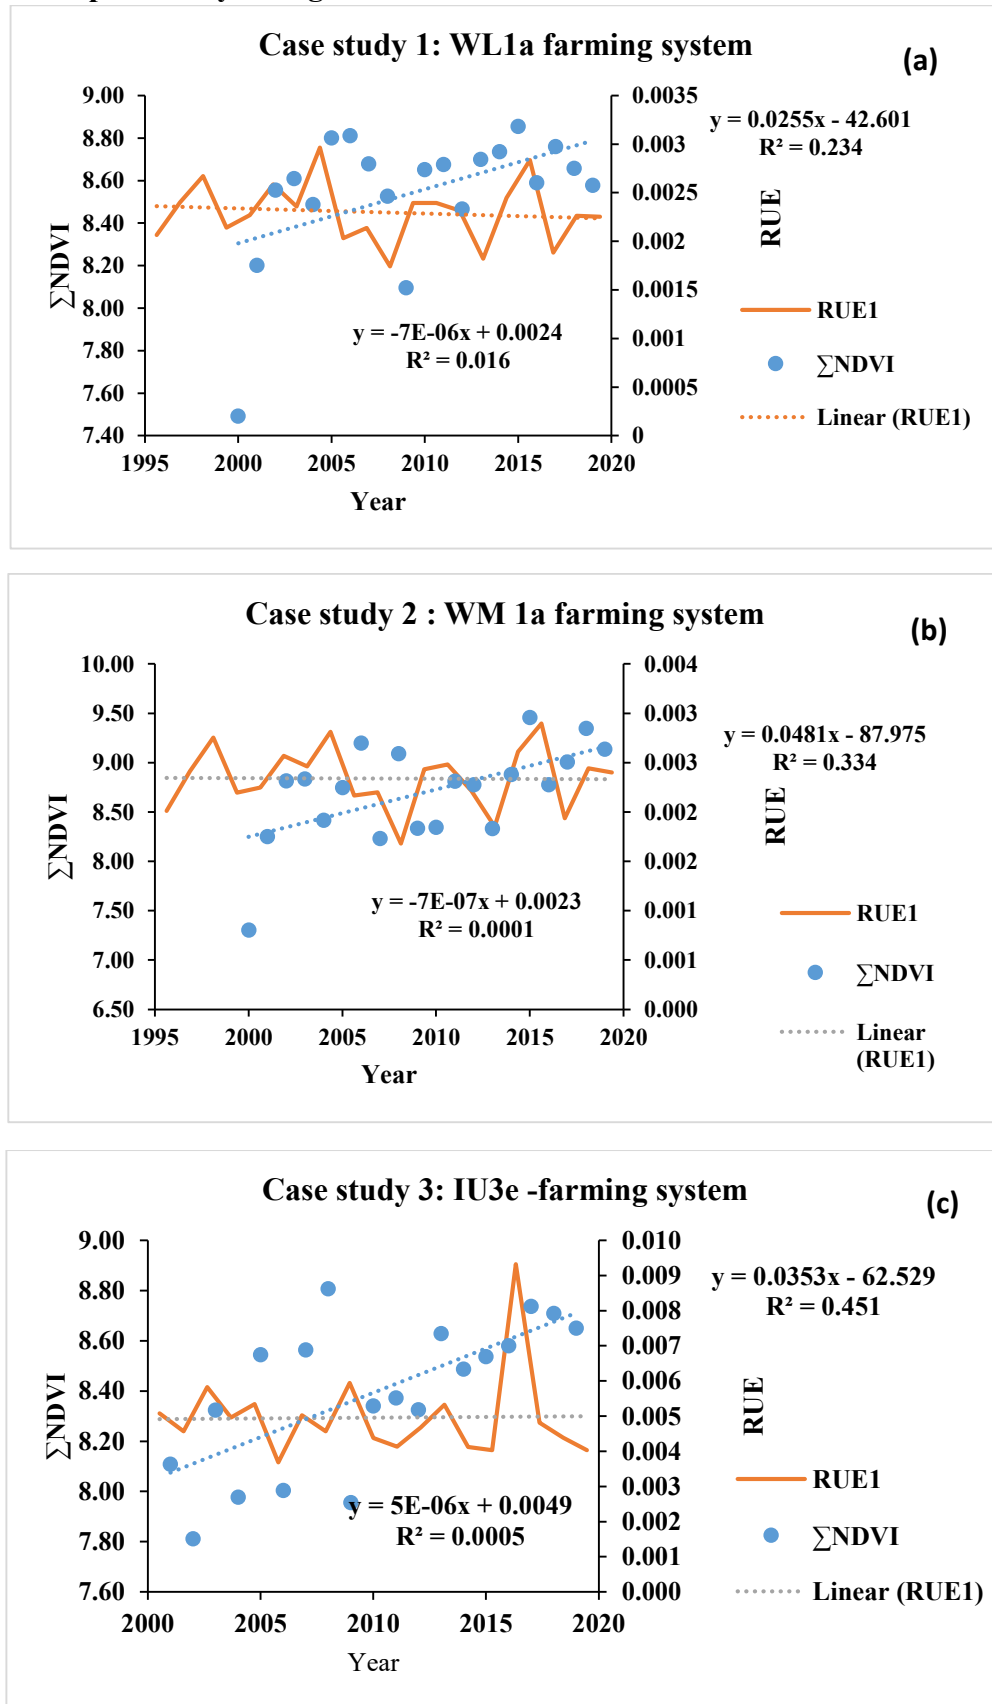 Case study 1: WL1a farming system
(a)
9.00
8.80
8.60
8.40
8.20
8.00
7.80
7.60
7.40
∑NDVI
0.0035
0.003
0.0025
0.002
0.0015
0.001
0.0005
0
RUE
y = 0.0255x - 42.601
R² = 0.234
y = -7E-06x + 0.0024
R² = 0.016
1995 2000 2005 2010 2015 2020
Year
RUE1
∑NDVI
Linear (RUE1)
Case study 2 : WM 1a farming system
(b)
10.00
9.50
9.00
8.50
8.00
7.50
7.00
6.50
∑NDVI
0.004
0.003
0.003
0.002
0.002
0.001
0.001
0.000
RUE
y = 0.0481x - 87.975
R² = 0.334
y = -7E-07x + 0.0023
R² = 0.0001
1995 2000 2005 2010 2015 2020
Year
RUE1
∑NDVI
Linear
(RUE1)
Case study 3: IU3e -farming system
(c)
9.00
8.80
8.60
8.40
8.20
8.00
7.80
7.60
∑NDVI
0.010
0.009
0.008
0.007
0.006
0.005
0.004
0.003
0.002
0.001
0.000
RUE
y = 0.0353x - 62.529
R² = 0.451
y = 5E-06x + 0.0049
R² = 0.0005
2000 2005 2010 2015 2020
Year
RUE1
∑NDVI
Linear (RUE1)